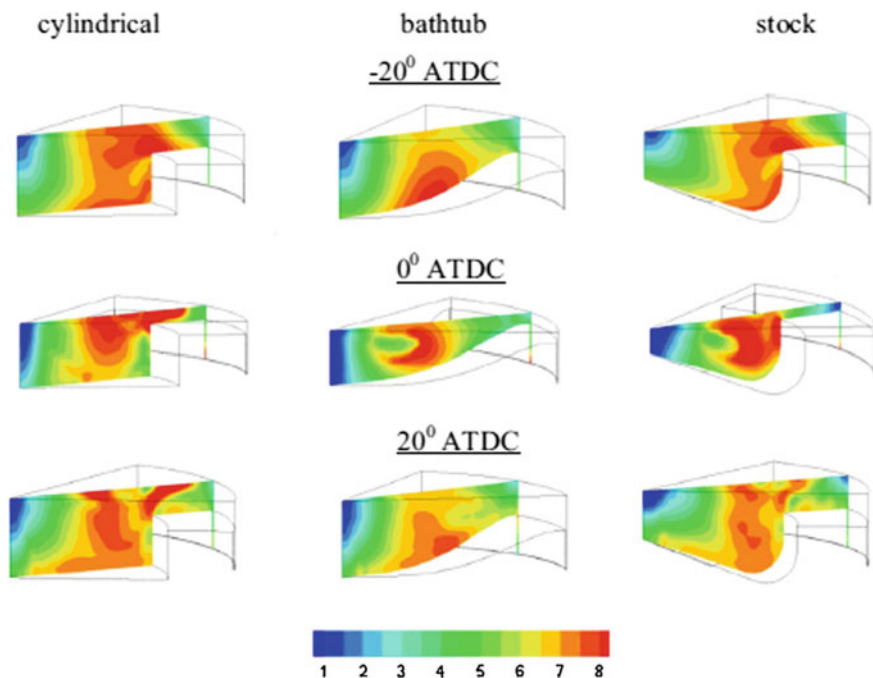 cylindrical bathtub stock
-20⁰ ATDC
0⁰ ATDC
20⁰ ATDC
1 2 3 4 5 6 7 8